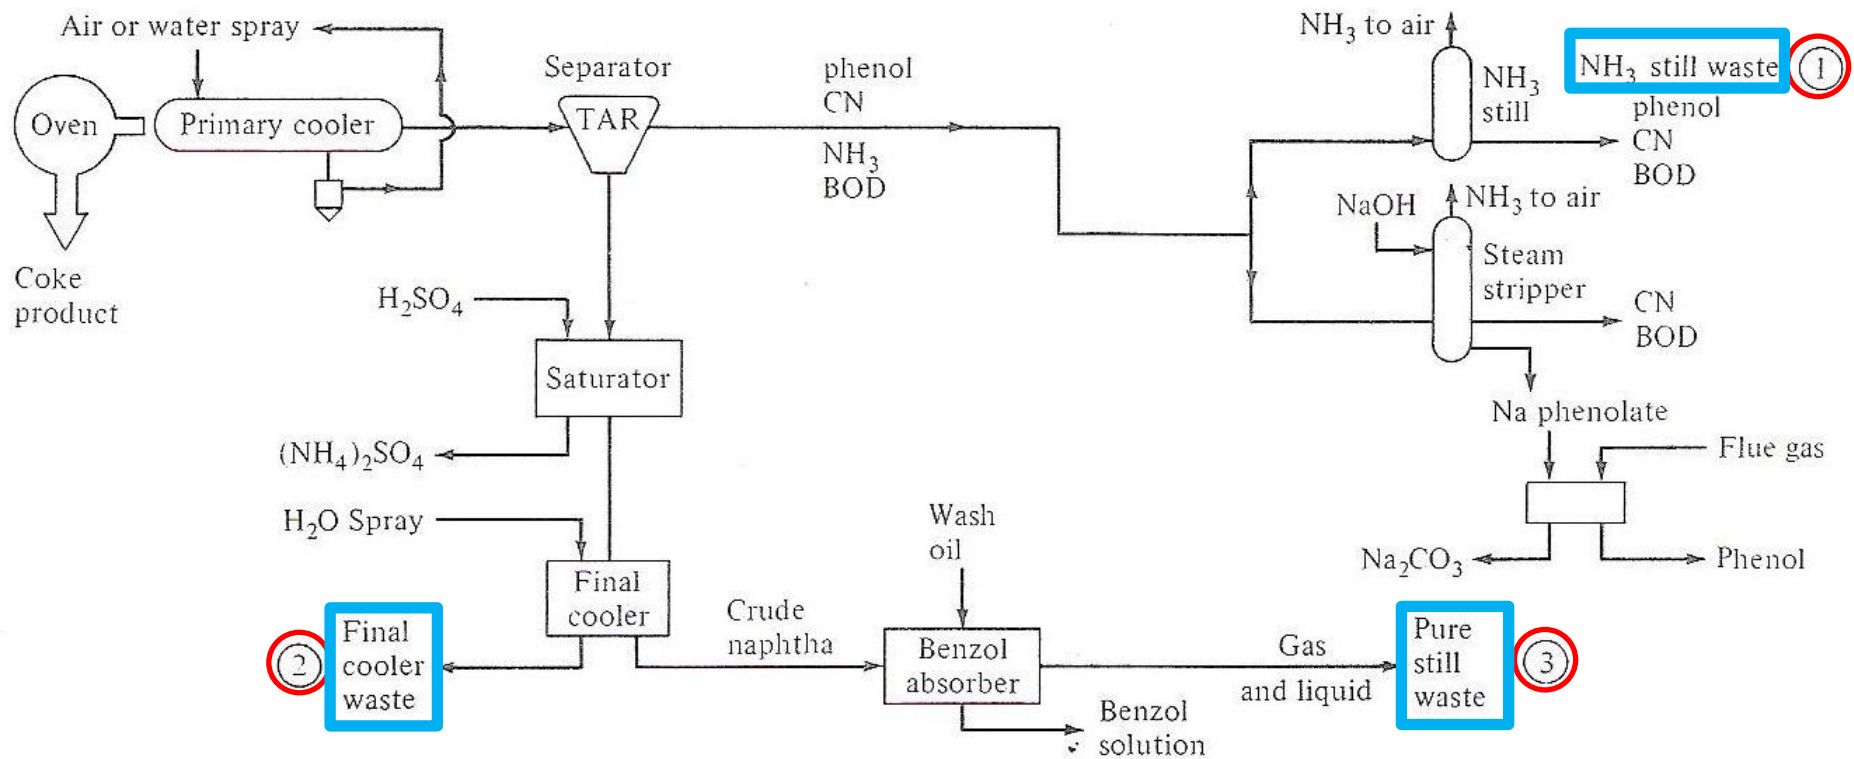 Air or water spray
Oven
Primary cooler
Coke
product
Separator
TAR
phenol
CN
NH₃
BOD
NH₃ to air
NH₃
still
NH₃ still waste
1
phenol
CN
BOD
NaOH
NH₃ to air
Steam
stripper
CN
BOD
Na phenolate
Flue gas
Na₂CO₃
Phenol
H₂SO₄
Saturator
(NH₄)₂SO₄
H₂O Spray
Final
cooler
2
Final
cooler
waste
Crude
naphtha
Wash
oil
Benzol
absorber
Benzol
solution
Gas
and liquid
Pure
still
waste
3